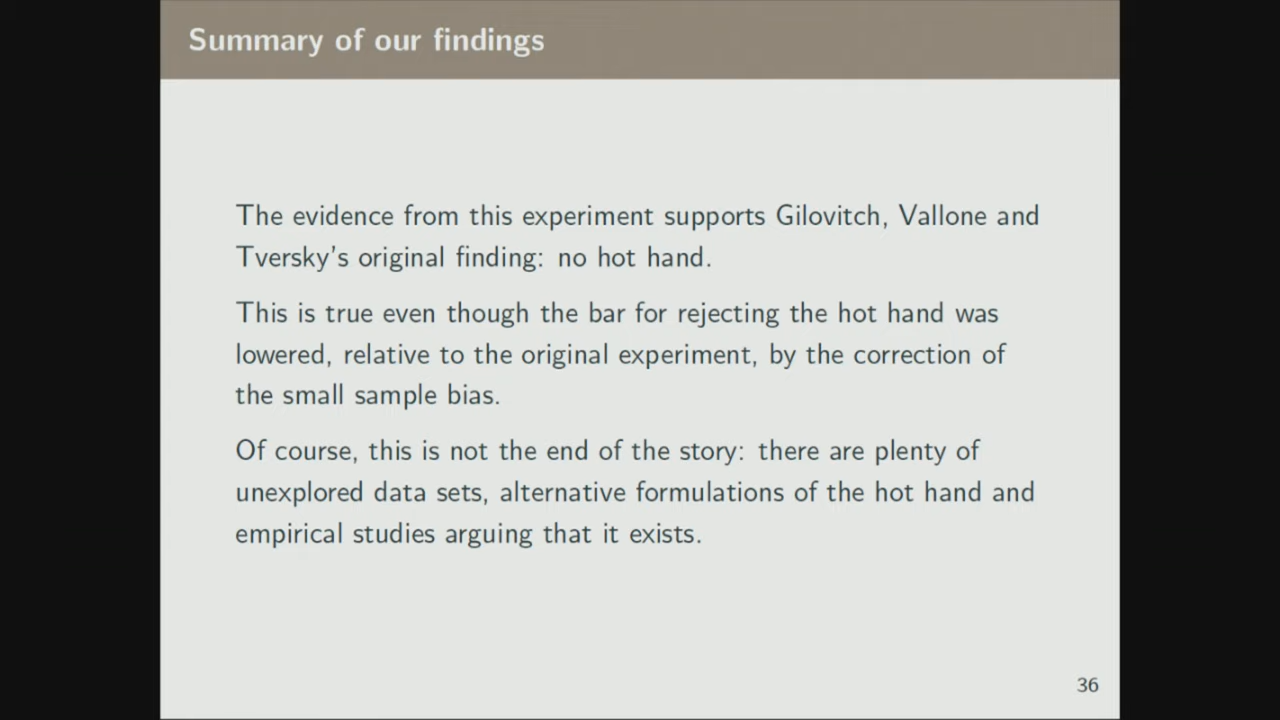 Summary of our findings
The evidence from this experiment supports Gilovitch, Vallone and
Tversky's original finding: no hot hand.
This is true even though the bar for rejecting the hot hand was
lowered, relative to the original experiment, by the correction of
the small sample bias.
Of course, this is not the end of the story: there are plenty of
unexplored data sets, alternative formulations of the hot hand and
empirical studies arguing that it exists.
36